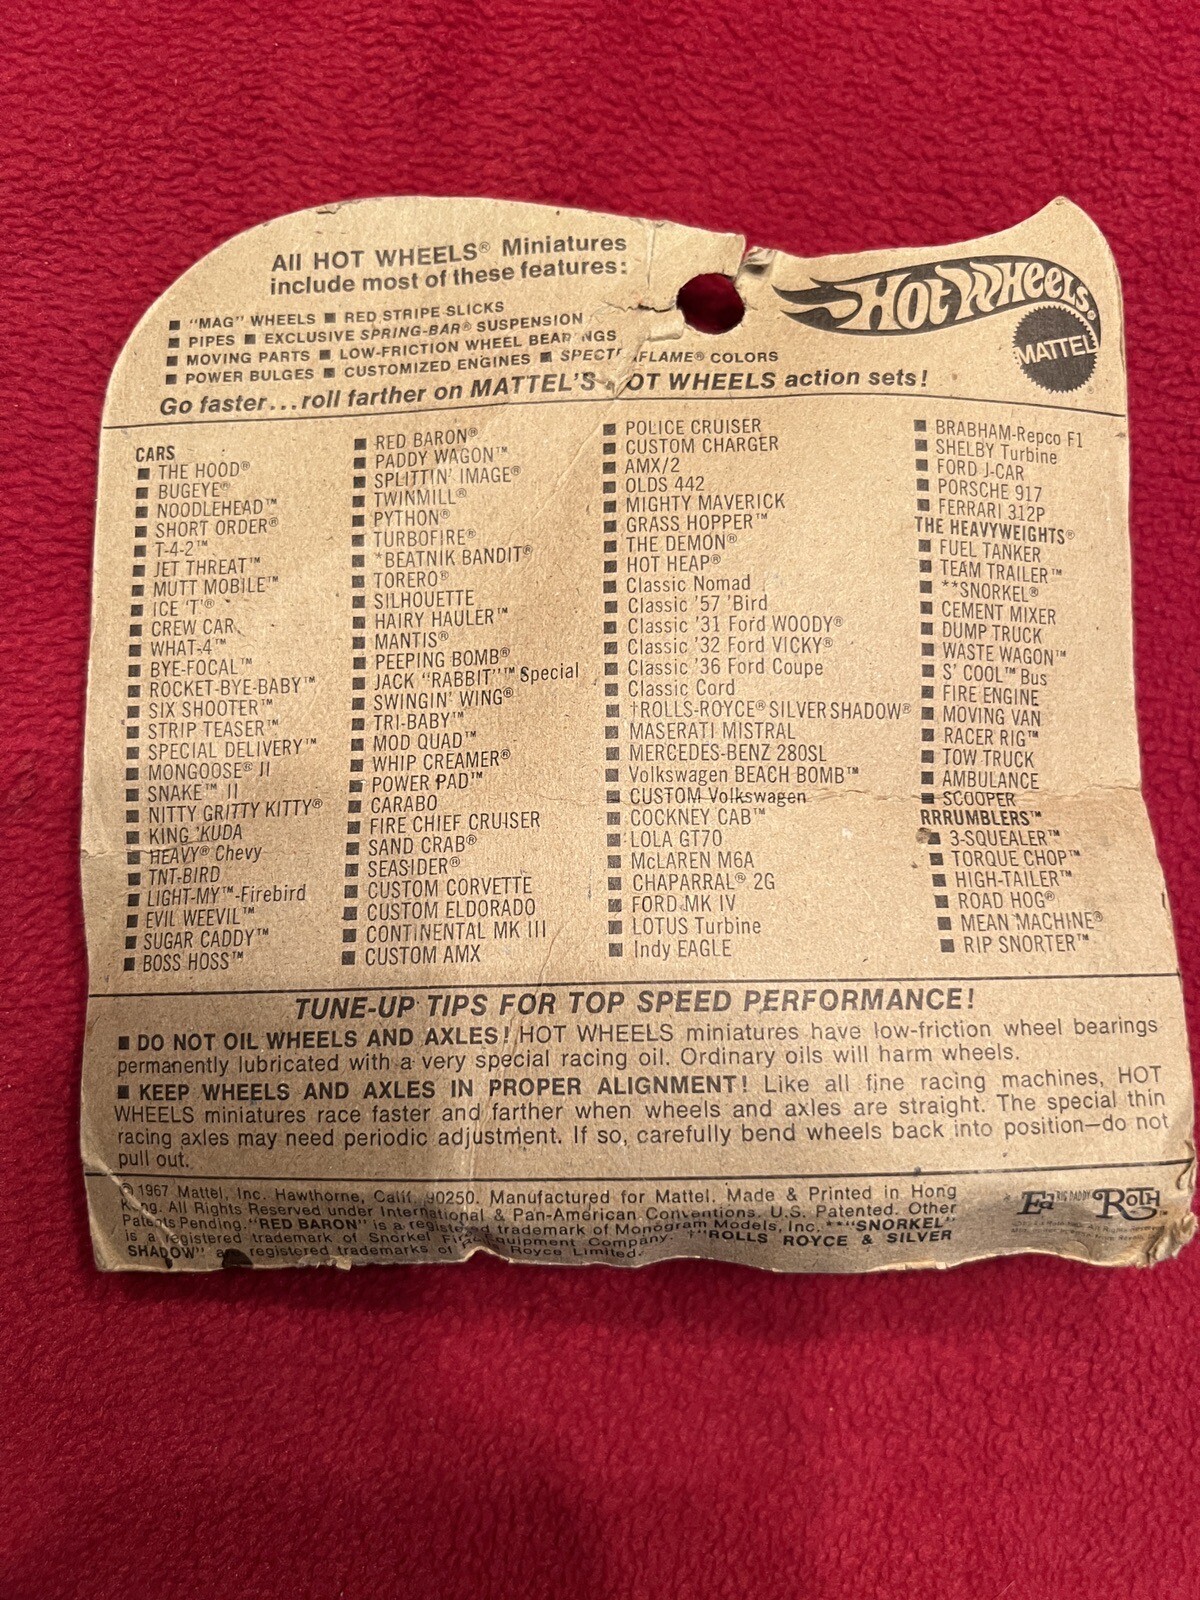 All HOT WHEELS® Miniatures
include most of these features:
■ "MAG" WHEELS ■ RED STRIPE SLICKS
■ PIPES ■ EXCLUSIVE SPRING-BAR® SUSPENSION
■ MOVING PARTS ■ LOW-FRICTION WHEEL BEAR NGS
■ POWER BULGES ■ CUSTOMIZED ENGINES ■ SPECT FLAME® COLORS
Go faster...roll farther on MATTEL'S OT WHEELS action sets!
Hot Wheels®
MATTEL
CARS
■ THE HOOD®
■ BUGEYE®
■ NOODLEHEAD™
■ SHORT ORDER®
■ T-4-2™
■ JET THREAT™
■ MUTT MOBILE™
■ ICE 'T'®
■ CREW CAR
■ WHAT-4™
■ BYE-FOCAL™
■ ROCKET-BYE-BABY™
■ SIX SHOOTER™
■ STRIP TEASER™
■ SPECIAL DELIVERY™
■ MONGOOSE® II
■ SNAKE™ II
■ NITTY GRITTY KITTY®
■ KING 'KUDA
■ HEAVY® Chevy
■ TNT-BIRD
■ LIGHT-MY™-Firebird
■ EVIL WEEVIL™
■ SUGAR CADDY™
■ BOSS HOSS™
■ RED BARON®
■ PADDY WAGON™
■ SPLITTIN' IMAGE®
■ TWINMILL®
■ PYTHON®
■ TURBOFIRE®
■ *BEATNIK BANDIT®
■ TORERO®
■ SILHOUETTE
■ HAIRY HAULER™
■ MANTIS®
■ PEEPING BOMB®
■ JACK "RABBIT"™ Special
■ SWINGIN' WING®
■ TRI-BABY™
■ MOD QUAD™
■ WHIP CREAMER®
■ POWER PAD™
■ CARABO
■ FIRE CHIEF CRUISER
■ SAND CRAB®
■ SEASIDER®
■ CUSTOM CORVETTE
■ CUSTOM ELDORADO
■ CONTINENTAL MK III
■ CUSTOM AMX
■ POLICE CRUISER
■ CUSTOM CHARGER
■ AMX/2
■ OLDS 442
■ MIGHTY MAVERICK
■ GRASS HOPPER™
■ THE DEMON®
■ HOT HEAP®
■ Classic Nomad
■ Classic '57 'Bird
■ Classic '31 Ford WOODY®
■ Classic '32 Ford VICKY®
■ Classic '36 Ford Coupe
■ Classic Cord
■ †ROLLS-ROYCE® SILVER SHADOW®
■ MASERATI MISTRAL
■ MERCEDES-BENZ 280SL
■ Volkswagen BEACH BOMB™
■ CUSTOM Volkswagen
■ COCKNEY CAB™
■ LOLA GT70
■ McLAREN M6A
■ CHAPARRAL® 2G
■ FORD MK IV
■ LOTUS Turbine
■ Indy EAGLE
■ BRABHAM-Repco F1
■ SHELBY Turbine
■ FORD J-CAR
■ PORSCHE 917
■ FERRARI 312P
THE HEAVYWEIGHTS®
■ FUEL TANKER
■ TEAM TRAILER™
■ **SNORKEL®
■ CEMENT MIXER
■ DUMP TRUCK
■ WASTE WAGON™
■ S' COOL™ Bus
■ FIRE ENGINE
■ MOVING VAN
■ RACER RIG™
■ TOW TRUCK
■ AMBULANCE
■ SCOOPER
RRRUMBLERS™
■ 3-SQUEALER™
■ TORQUE CHOP™
■ HIGH-TAILER™
■ ROAD HOG®
■ MEAN MACHINE®
■ RIP SNORTER™
TUNE-UP TIPS FOR TOP SPEED PERFORMANCE!
■ DO NOT OIL WHEELS AND AXLES! HOT WHEELS miniatures have low-friction wheel bearings
permanently lubricated with a very special racing oil. Ordinary oils will harm wheels.
■ KEEP WHEELS AND AXLES IN PROPER ALIGNMENT! Like all fine racing machines, HOT
WHEELS miniatures race faster and farther when wheels and axles are straight. The special thin
racing axles may need periodic adjustment. If so, carefully bend wheels back into position—do not
pull out.
© 1967 Mattel, Inc. Hawthorne, Calif. 90250. Manufactured for Mattel. Made & Printed in Hong
Kong. All Rights Reserved under International & Pan-American Conventions. U.S. Patented. Other
Patents Pending. "RED BARON" is a registered trademark of Monogram Models, Inc. **"SNORKEL"
is a registered trademark of Snorkel Fire Equipment Company. †"ROLLS ROYCE & SILVER
SHADOW" registered trademarks of Royce Limited.
* Ed BIG DADDY Roth™